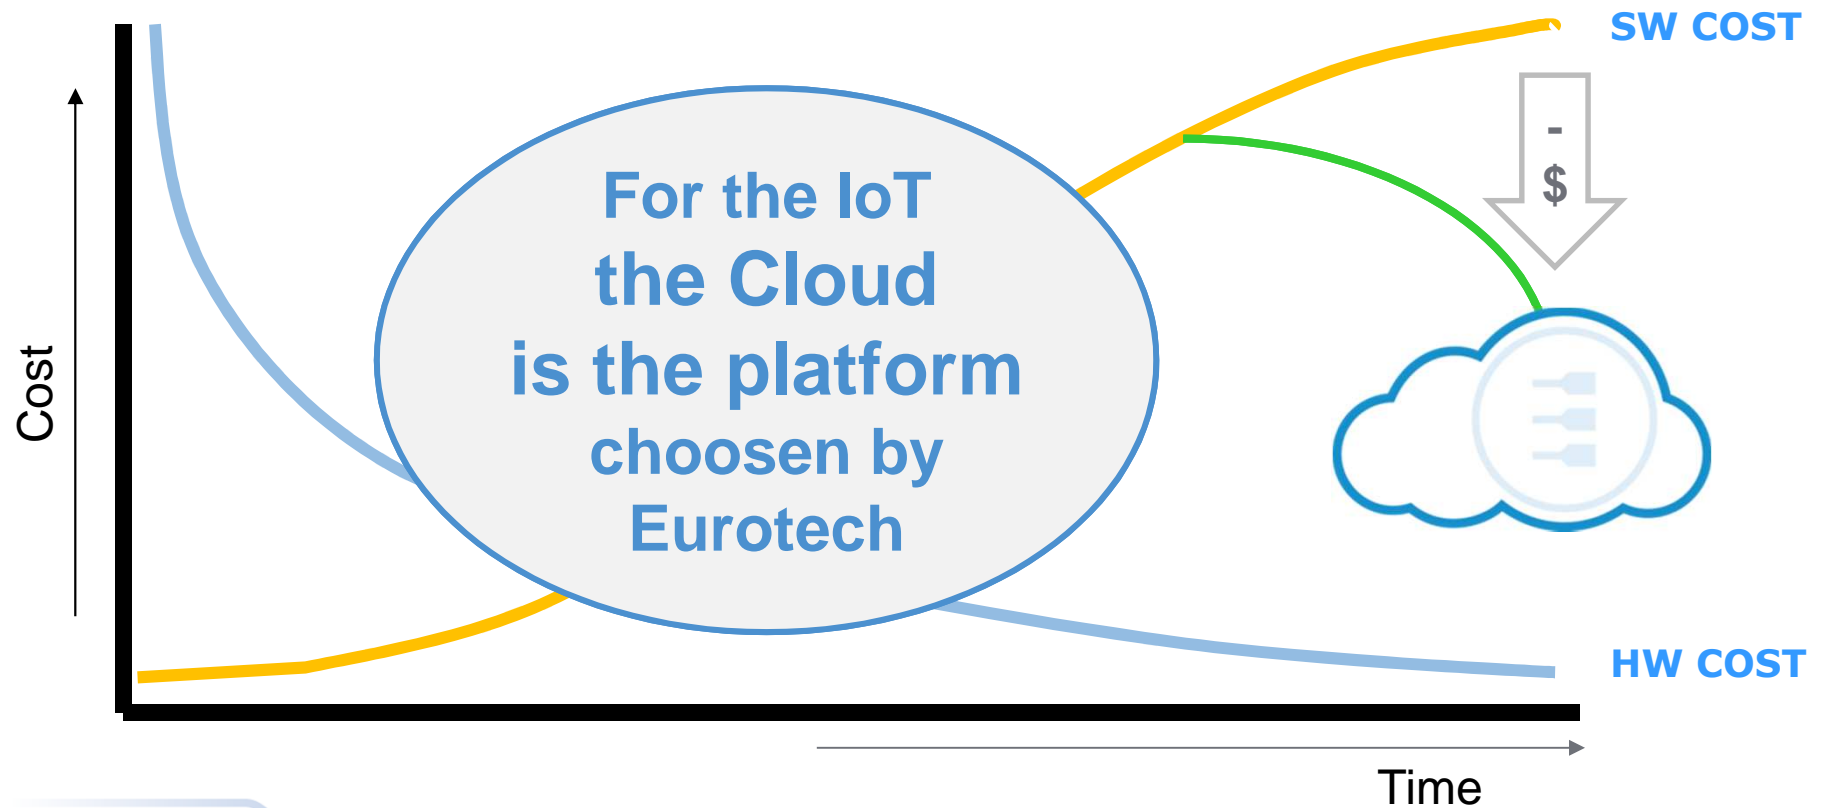 SW COST
-
$
For the IoT
the Cloud
is the platform
choosen by
Eurotech
Cost
HW COST
Time